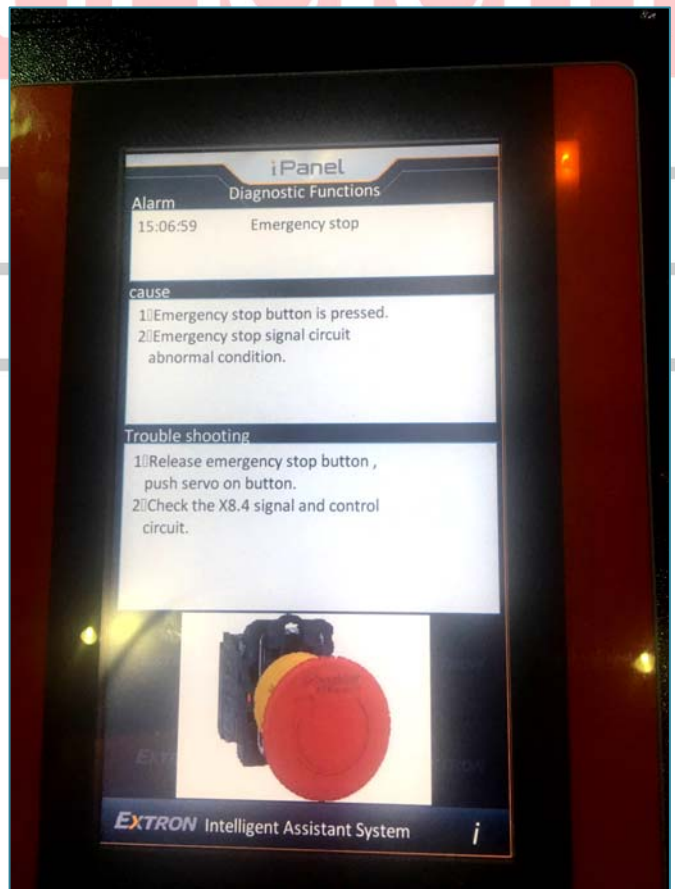 iPanel
Diagnostic Functions
Alarm
15:06:59 Emergency stop
cause
1▯Emergency stop button is pressed.
2▯Emergency stop signal circuit
abnormal condition.
Trouble shooting
1▯Release emergency stop button ,
push servo on button.
2▯Check the X8.4 signal and control
circuit.
EXTRON Intelligent Assistant System i